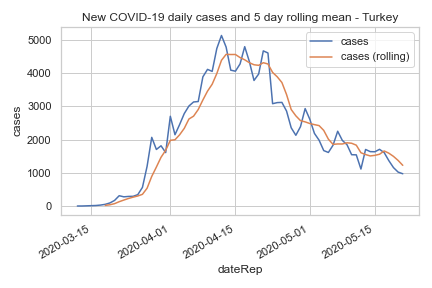 New COVID-19 daily cases and 5 day rolling mean - Turkey
cases
cases (rolling)
5000
4000
3000
2000
1000
0
cases
2020-03-15
2020-04-01
2020-04-15
2020-05-01
2020-05-15
dateRep